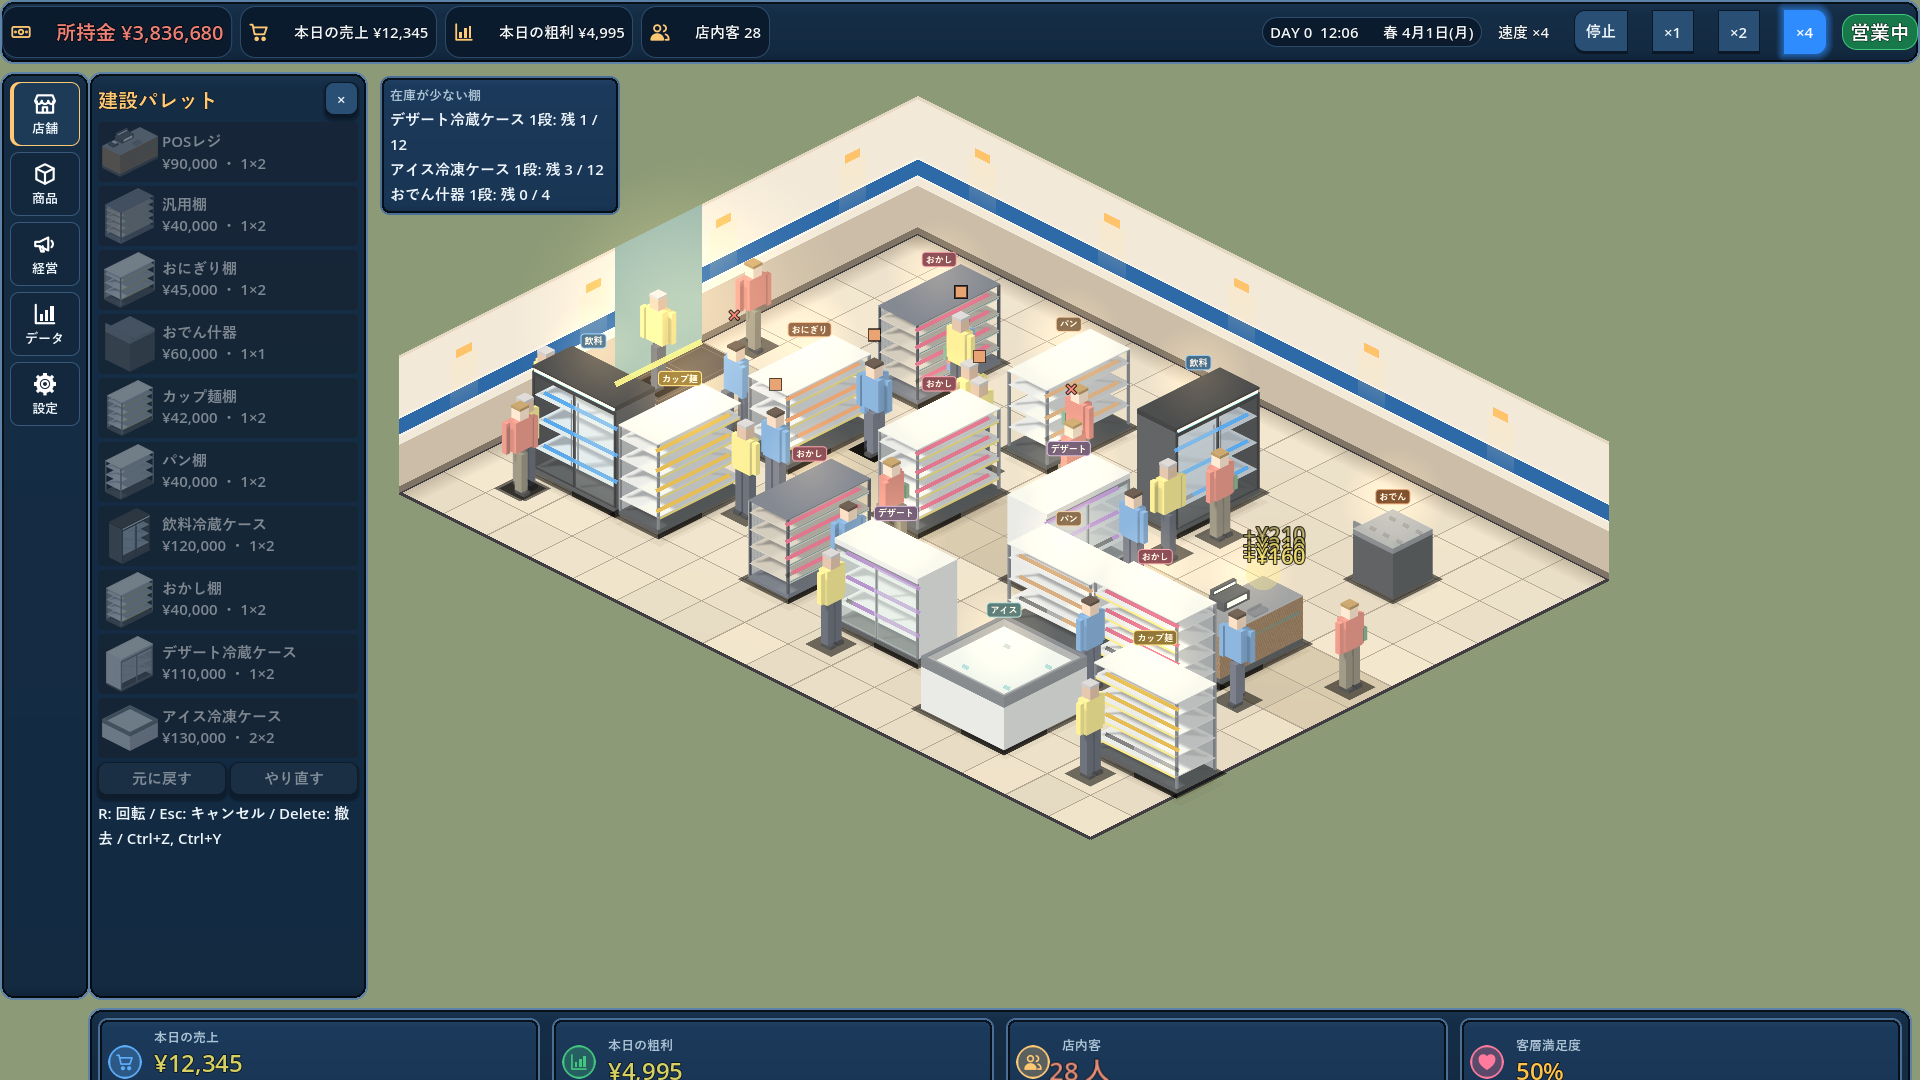 所持金 ¥3,836,680
本日の売上 ¥12,345
本日の粗利 ¥4,995
店内客 28
DAY 0 12:06 春 4月1日(月)
速度 ×4
停止
×1
×2
×4
営業中
店舗
商品
経営
データ
設定
建設パレット
×
POSレジ
¥90,000 ・ 1×2
汎用棚
¥40,000 ・ 1×2
おにぎり棚
¥45,000 ・ 1×2
おでん什器
¥60,000 ・ 1×1
カップ麺棚
¥42,000 ・ 1×2
パン棚
¥40,000 ・ 1×2
飲料冷蔵ケース
¥120,000 ・ 1×2
おかし棚
¥40,000 ・ 1×2
デザート冷蔵ケース
¥110,000 ・ 1×2
アイス冷凍ケース
¥130,000 ・ 2×2
元に戻す
やり直す
R: 回転 / Esc: キャンセル / Delete: 撤
去 / Ctrl+Z, Ctrl+Y
在庫が少ない棚
デザート冷蔵ケース 1段: 残 1 /
12
アイス冷凍ケース 1段: 残 3 / 12
おでん什器 1段: 残 0 / 4
おかし
おにぎり
パン
飲料
飲料
カップ麺
おかし
デザート
おかし
デザート
パン
おでん
+¥210
+¥160
おかし
アイス
カップ麺
本日の売上
¥12,345
本日の粗利
¥4,995
店内客
28 人
客層満足度
50%